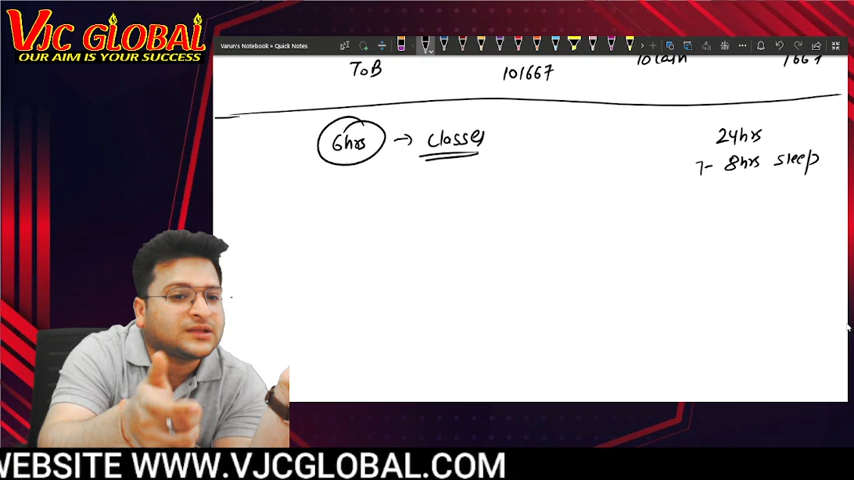 VJC GLOBAL
OUR AIM IS YOUR SUCCESS
Varun's Notebook » Quick Notes
ToB 101667 1667
6hrs → classes
24hrs
7- 8hrs sleep
WEBSITE WWW.VJCGLOBAL.COM